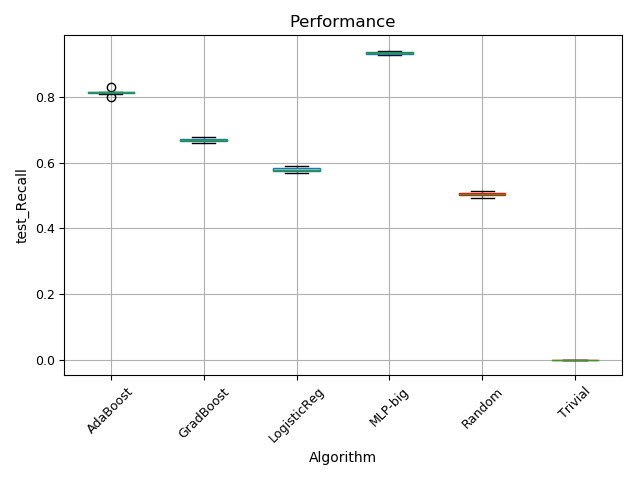 Performance
test_Recall
0.8
0.6
0.4
0.2
0.0
AdaBoost
GradBoost
LogisticReg
MLP-big
Random
Trivial
Algorithm